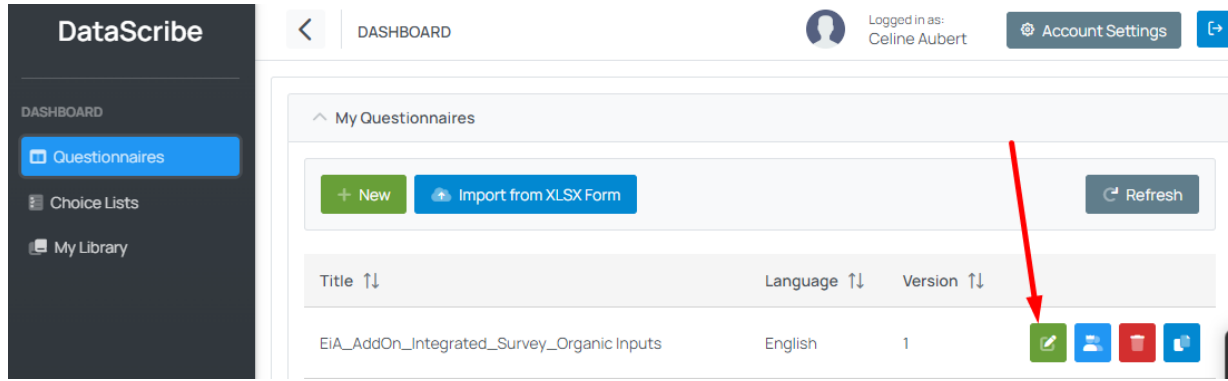 DataScribe
DASHBOARD
Logged in as:
Celine Aubert
Account Settings
DASHBOARD
Questionnaires
Choice Lists
My Library
My Questionnaires
+ New
Import from XLSX Form
Refresh
Title
Language
Version
EiA_AddOn_Integrated_Survey_Organic Inputs
English
1